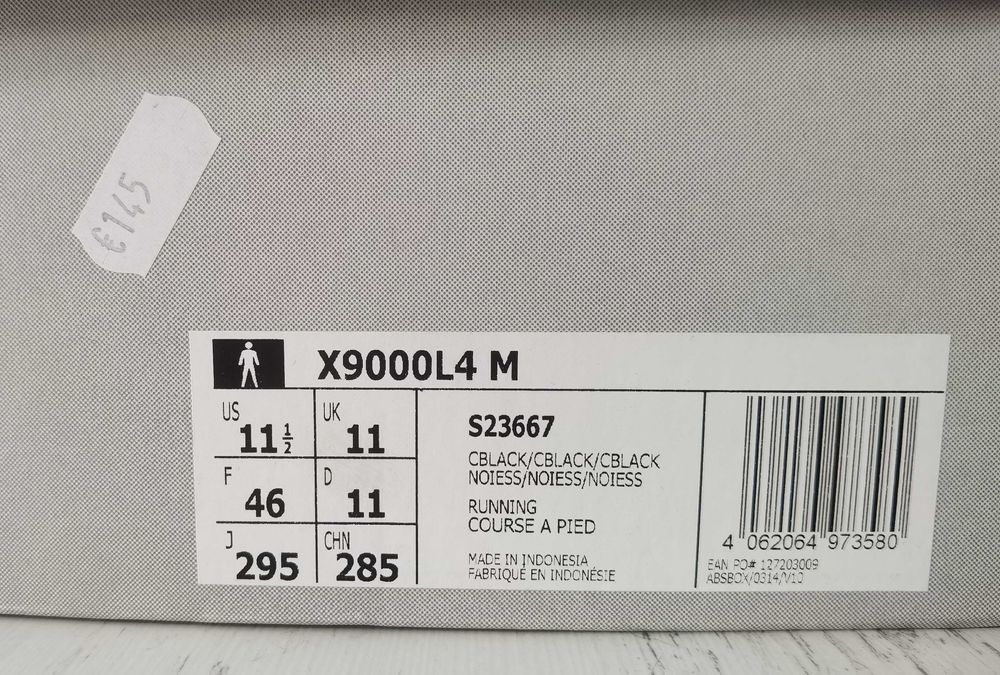 €145
X9000L4 M
US 11 1/2
UK 11
F 46
D 11
J 295
CHN 285
S23667
CBLACK/CBLACK/CBLACK
NOIESS/NOIESS/NOIESS
RUNNING
COURSE A PIED
MADE IN INDONESIA
FABRIQUÉ EN INDONÉSIE
4 062064 973580
EAN PO# 127203009
ABSBOX/0314/V10